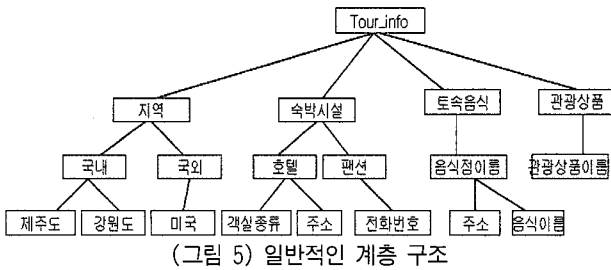 Tour_info
지역 숙박시설 토속음식 관광상품
국내 국외 호텔 팬션 음식점이름 관광상품이름
제주도 강원도 미국 객실종류 주소 전화번호 주소 음식이름
(그림 5) 일반적인 계층 구조